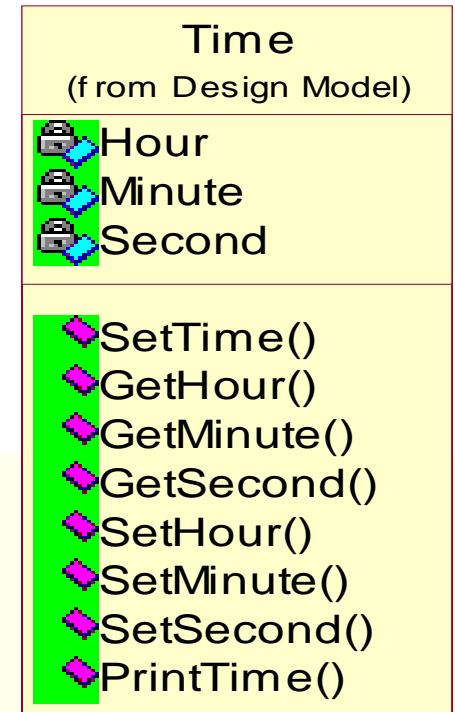 Time
(from Design Model)
Hour
Minute
Second
SetTime()
GetHour()
GetMinute()
GetSecond()
SetHour()
SetMinute()
SetSecond()
PrintTime()